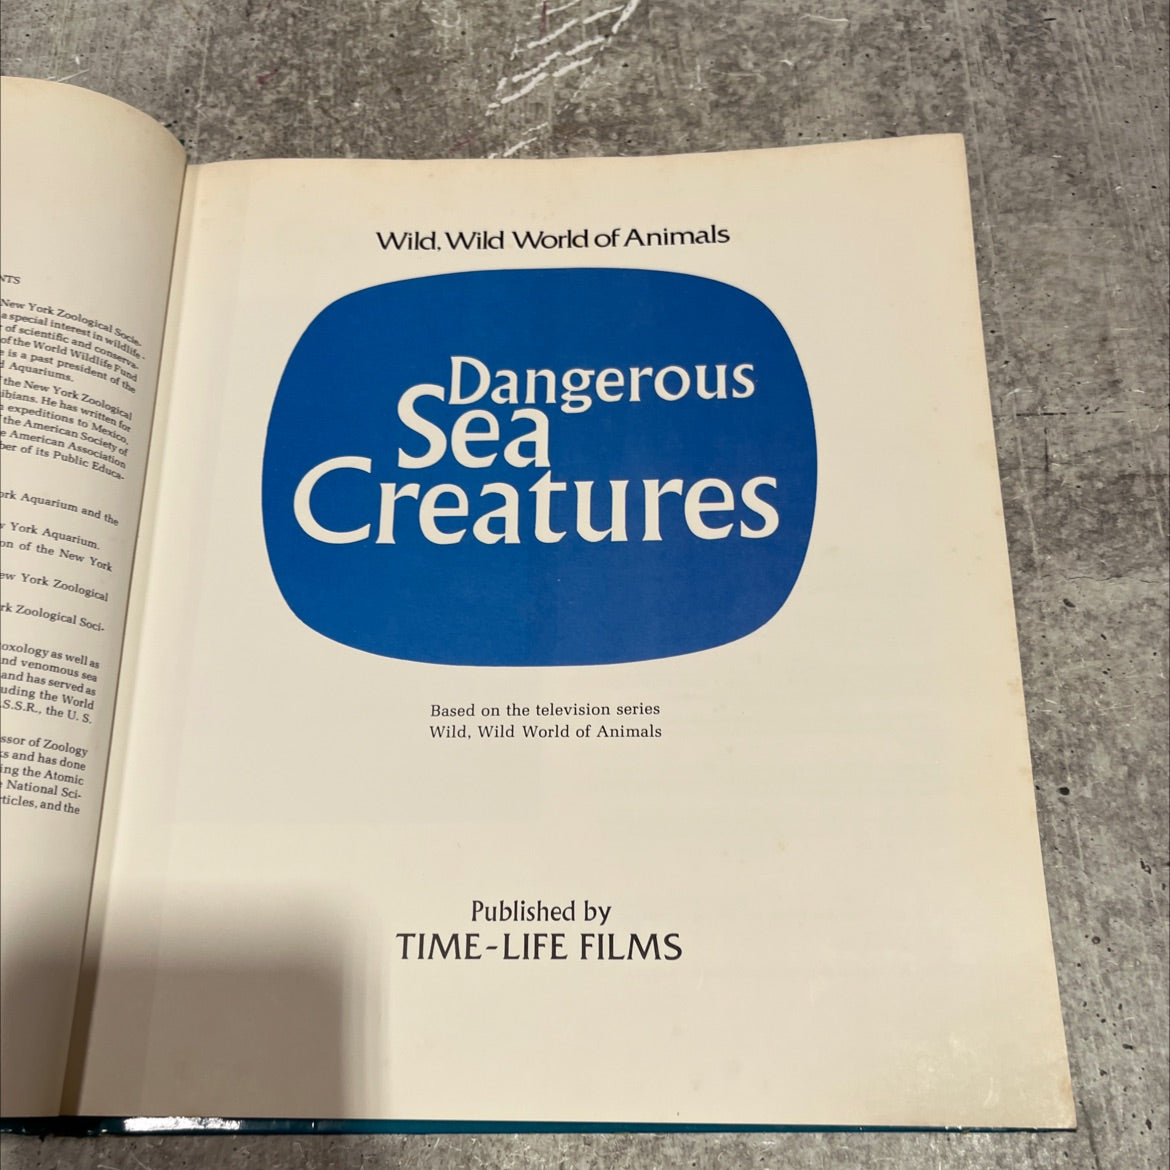 NTS
New York Zoological Socie-
a special interest in wildlife-
of scientific and conserva-
of the World Wildlife Fund
is a past president of the
Aquariums.
the New York Zoological
ibians. He has written for
expeditions to Mexico,
the American Society of
e American Association
ber of its Public Educa-
ork Aquarium and the
York Aquarium.
on of the New York
ew York Zoological
rk Zoological Soci-
oxology as well as
nd venomous sea
and has served as
uding the World
.S.S.R., the U. S.
ssor of Zoology
ks and has done
ing the Atomic
National Sci-
rticles, and the
Wild, Wild World of Animals
Dangerous
Sea
Creatures
Based on the television series
Wild, Wild World of Animals
Published by
TIME-LIFE FILMS